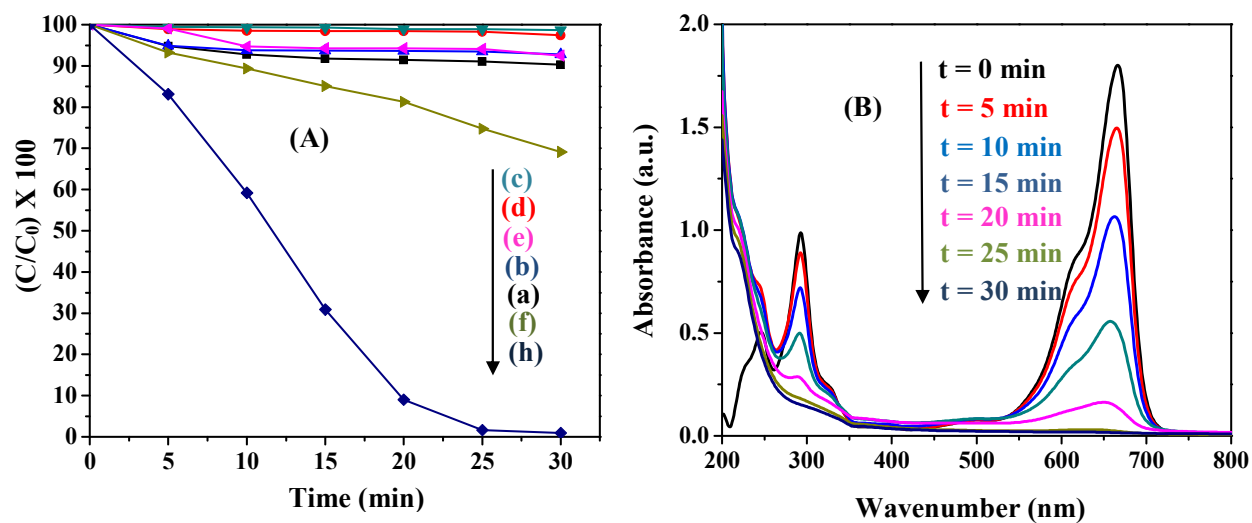 (C/C0) X 100
100
90
80
70
60
50
40
30
20
10
0
(A)
(c)
(d)
(e)
(b)
(a)
(f)
(h)
0 5 10 15 20 25 30
Time (min)
Absorbance (a.u.)
2.0
1.5
1.0
0.5
0.0
(B)
t = 0 min
t = 5 min
t = 10 min
t = 15 min
t = 20 min
t = 25 min
t = 30 min
200 300 400 500 600 700 800
Wavenumber (nm)